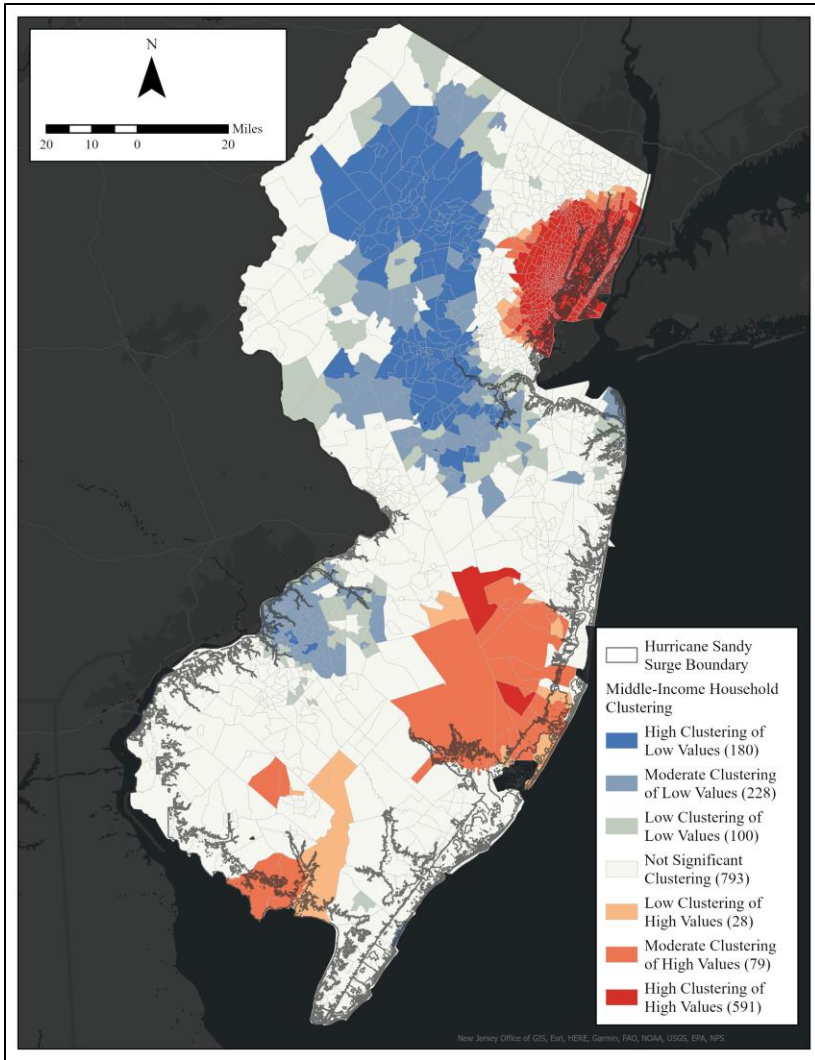 N
Miles
20 10 0 20
Hurricane Sandy
Surge Boundary
Middle-Income Household
Clustering
High Clustering of
Low Values (180)
Moderate Clustering
of Low Values (228)
Low Clustering of
Low Values (100)
Not Significant
Clustering (793)
Low Clustering of
High Values (28)
Moderate Clustering
of High Values (79)
High Clustering of
High Values (591)
New Jersey Office of GIS, Esri, HERE, Garmin, FAO, NOAA, USGS, EPA, NPS